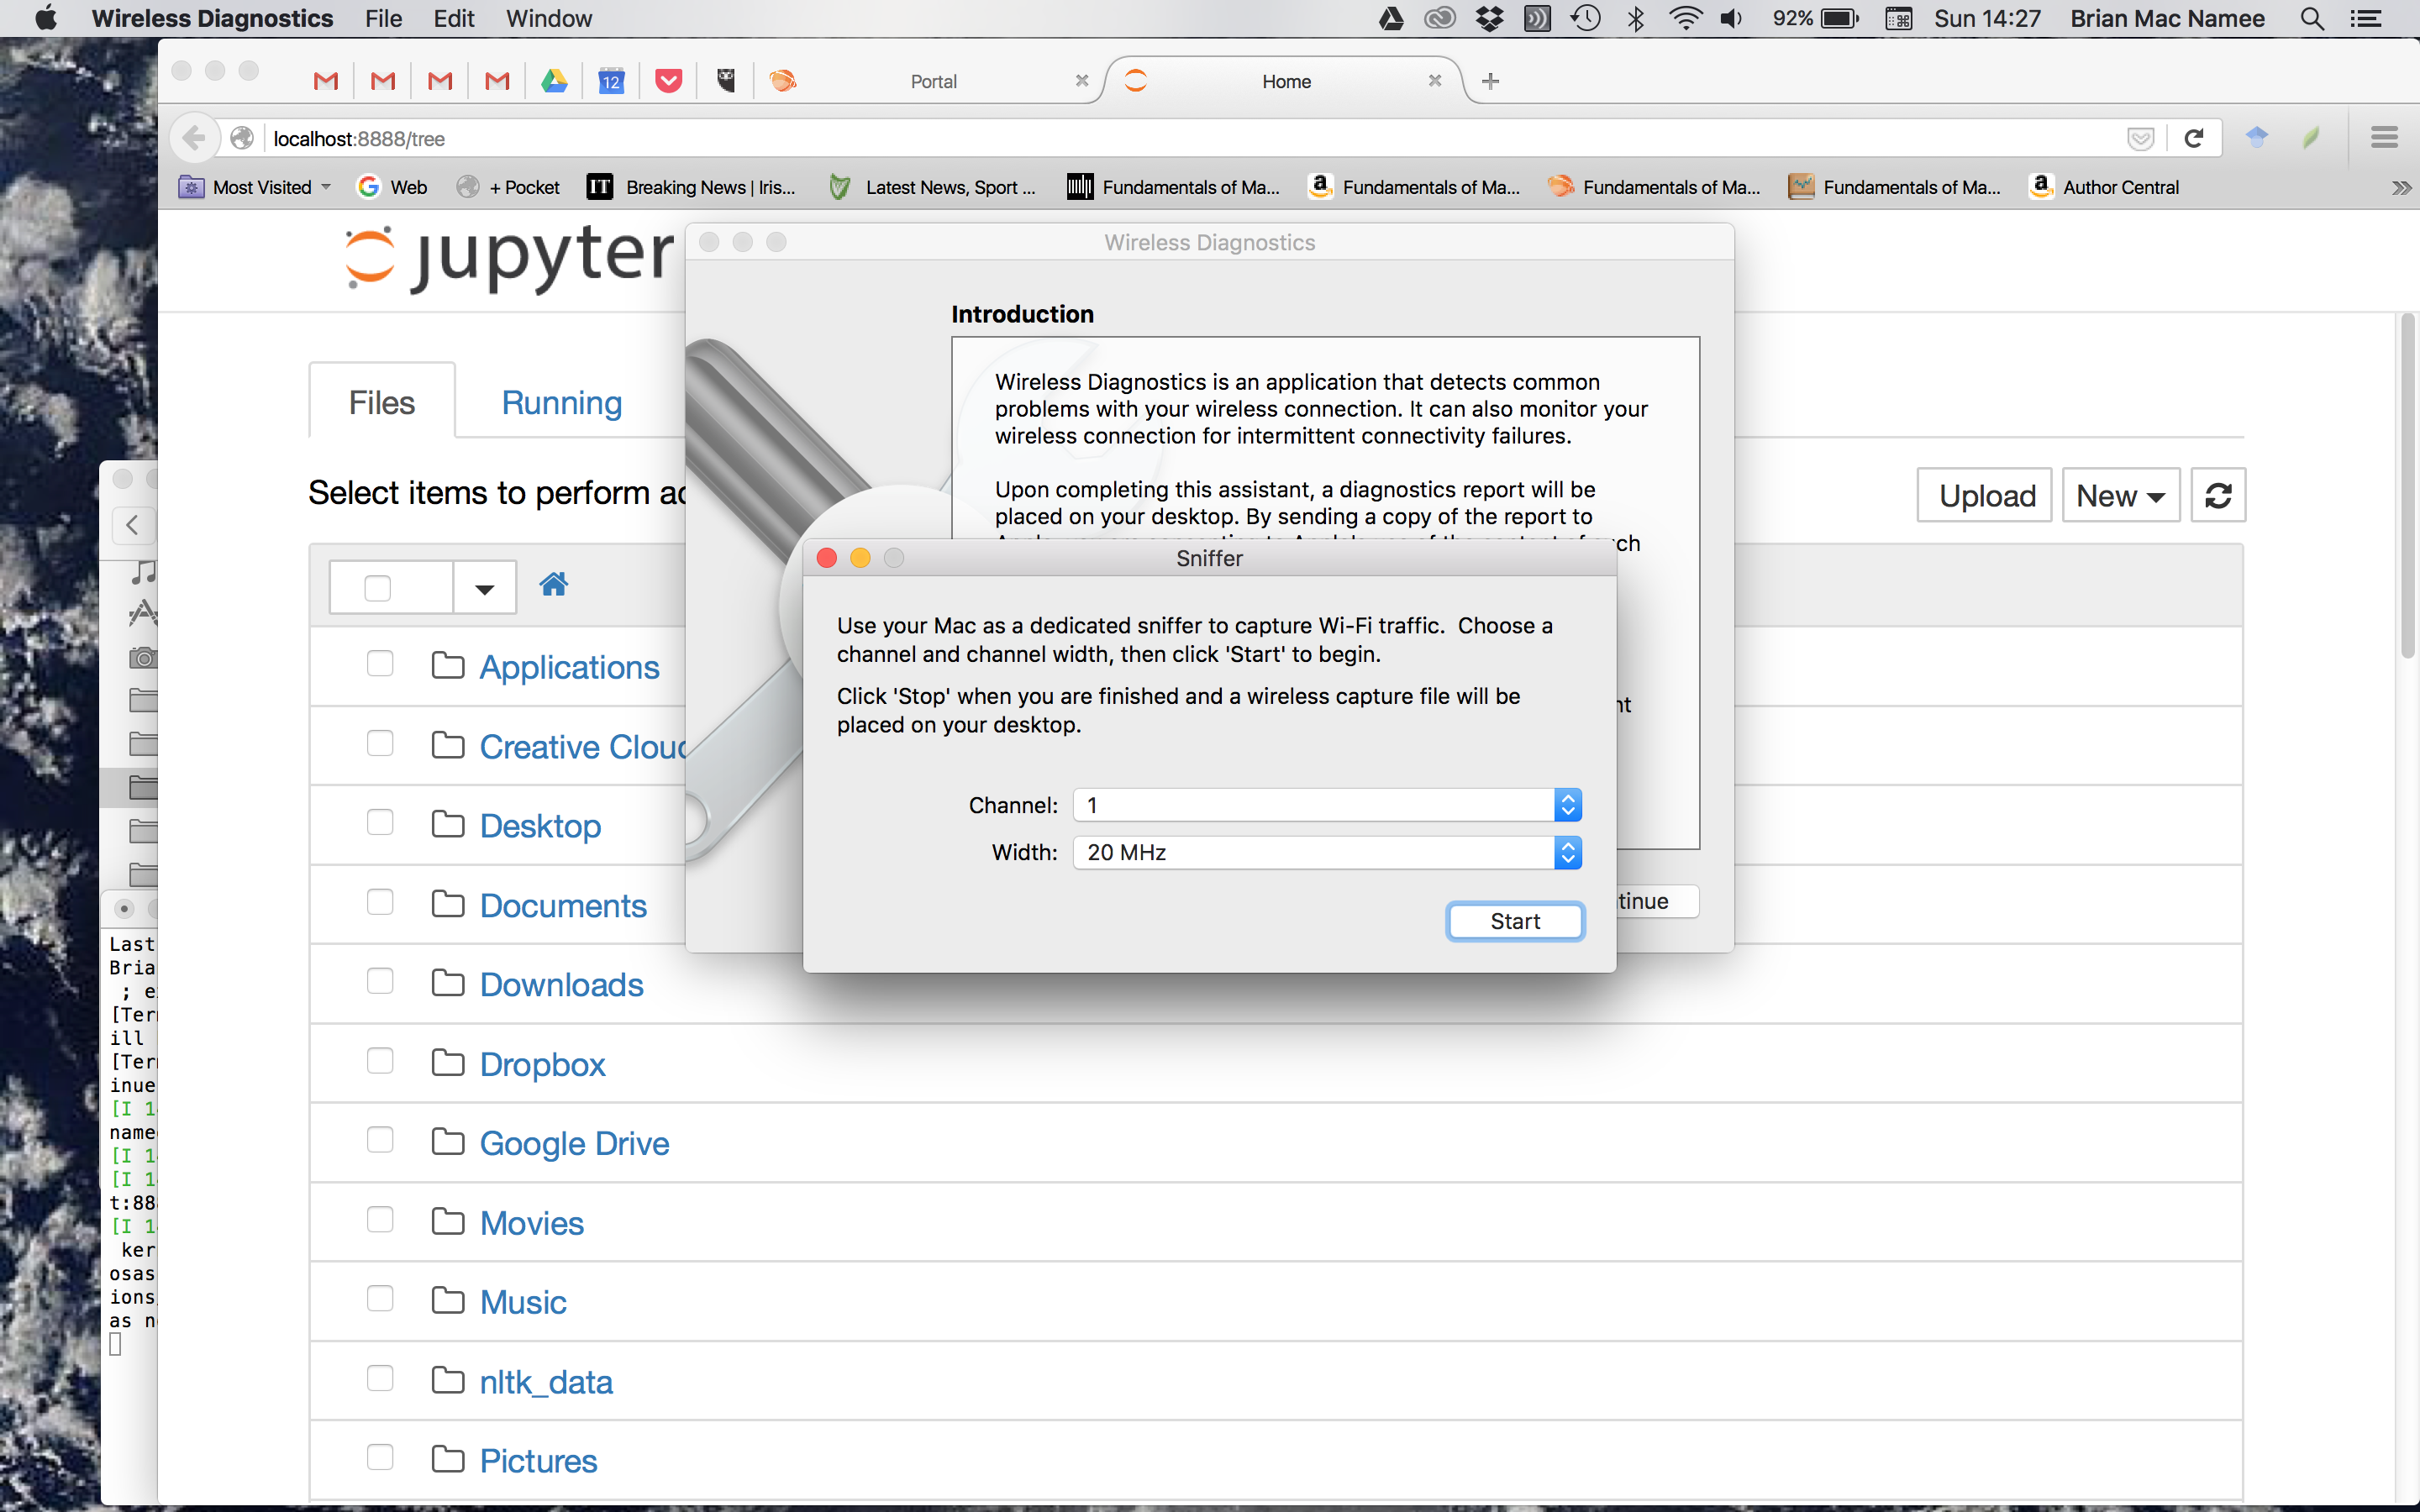 Wireless Diagnostics File Edit Window 92% Sun 14:27 Brian Mac Namee
12 Portal Home
localhost:8888/tree
Most Visited Web + Pocket IT Breaking News | Iris... Latest News, Sport ... Fundamentals of Ma... Fundamentals of Ma... Fundamentals of Ma... Fundamentals of Ma... Author Central
jupyter
Wireless Diagnostics
Introduction
Wireless Diagnostics is an application that detects common
problems with your wireless connection. It can also monitor your
wireless connection for intermittent connectivity failures.
Upon completing this assistant, a diagnostics report will be
placed on your desktop. By sending a copy of the report to
Sniffer
Use your Mac as a dedicated sniffer to capture Wi-Fi traffic. Choose a
channel and channel width, then click 'Start' to begin.
Click 'Stop' when you are finished and a wireless capture file will be
placed on your desktop.
Channel: 1
Width: 20 MHz
Start
tinue
Files Running
Select items to perform ac
Upload New
Applications
Creative Clou
Desktop
Documents
Downloads
Dropbox
Google Drive
Movies
Music
nltk_data
Pictures
Last
Bria
; e
[Ter
ill
[Ter
inue
[I 1
name
[I 1
[I 1
t:88
[I 1
ker
osas
ions
as n